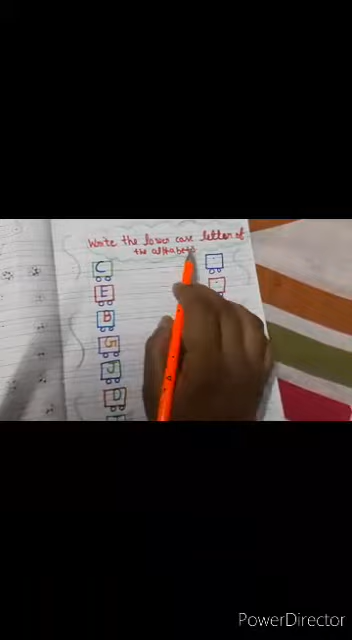 Write the lower case letter of
the alphabets
C
E
B
G
J
D
PowerDirector